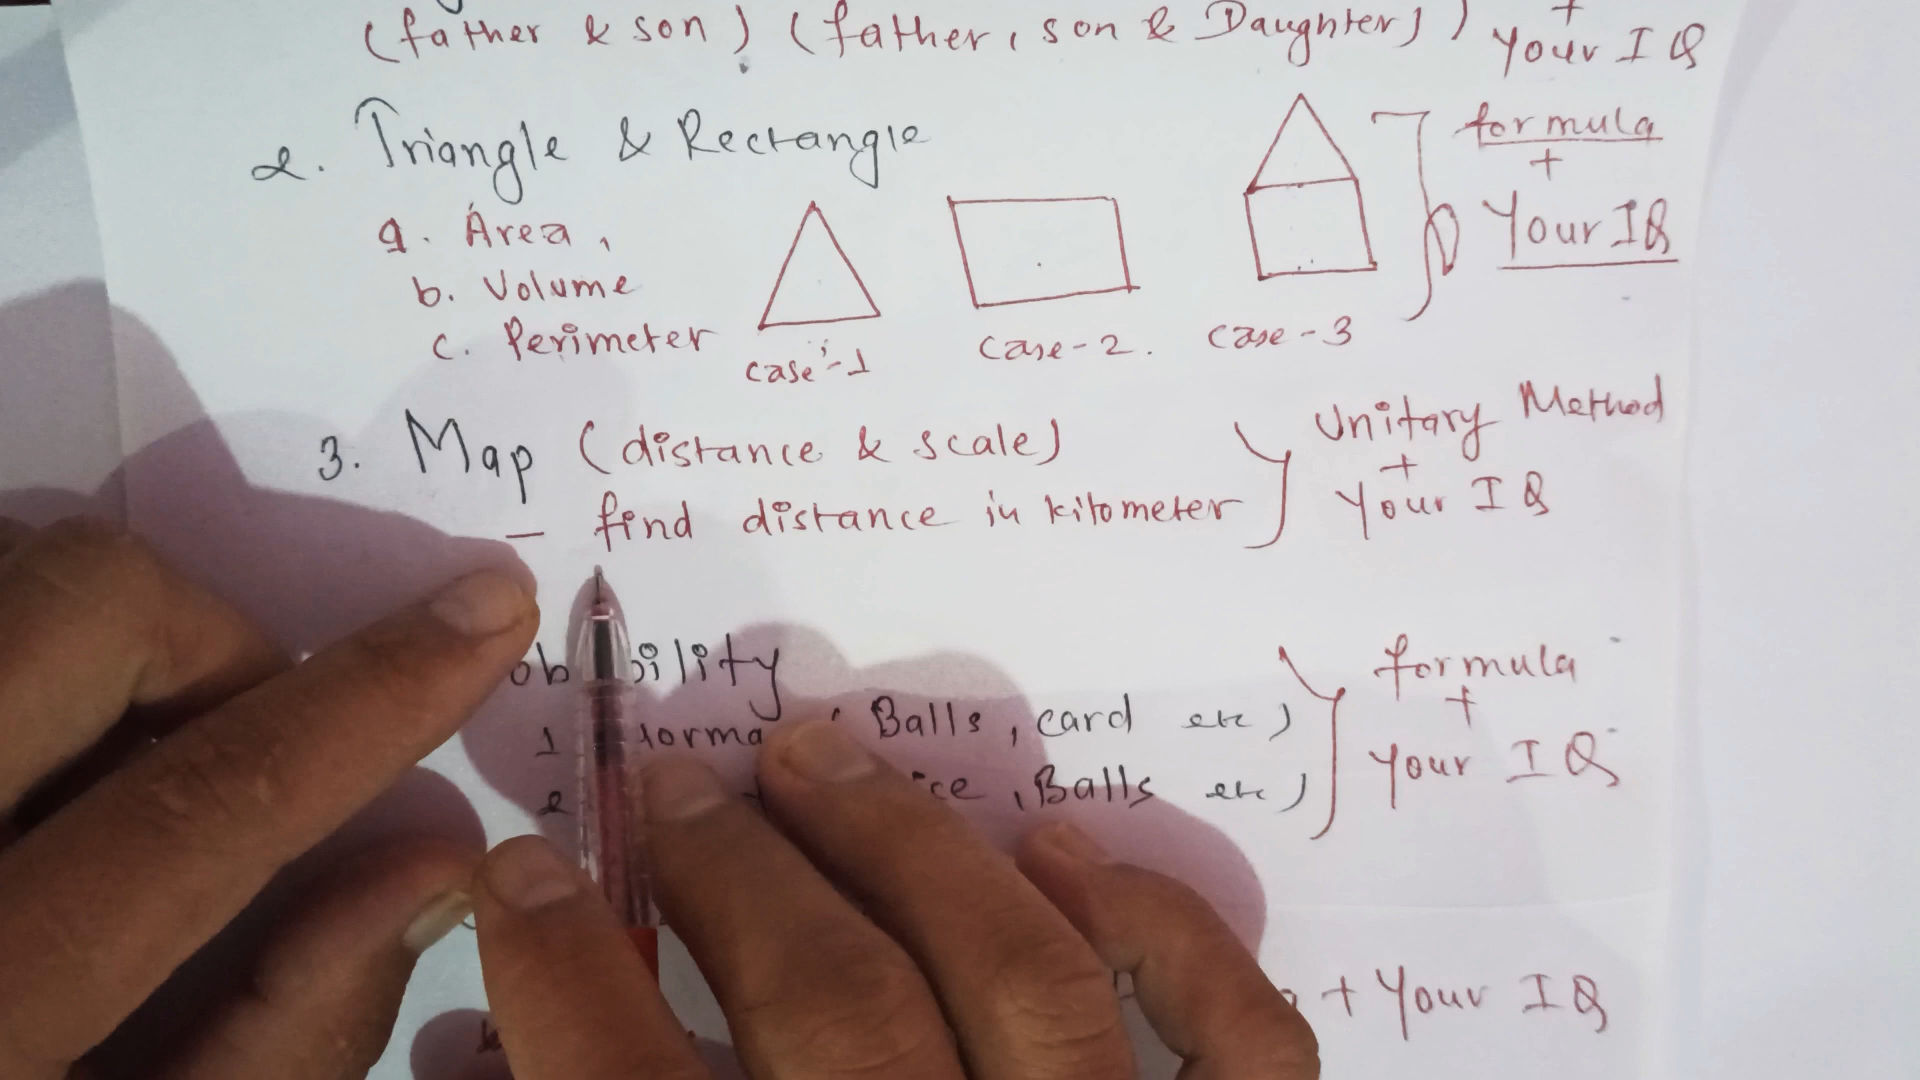 (father & son) (father, son & Daughter))
+
Your IQ
2. Triangle & Rectangle
formula
+
Your IQ
a. Area,
b. Volume
c. Perimeter
case-1
case-2.
case-3
3. Map (distance & scale)
- find distance in kilometer
Unitary Method
+
Your IQ
Balls, card etc)
, Balls etc)
formula
+
Your IQ
+ Your IQ